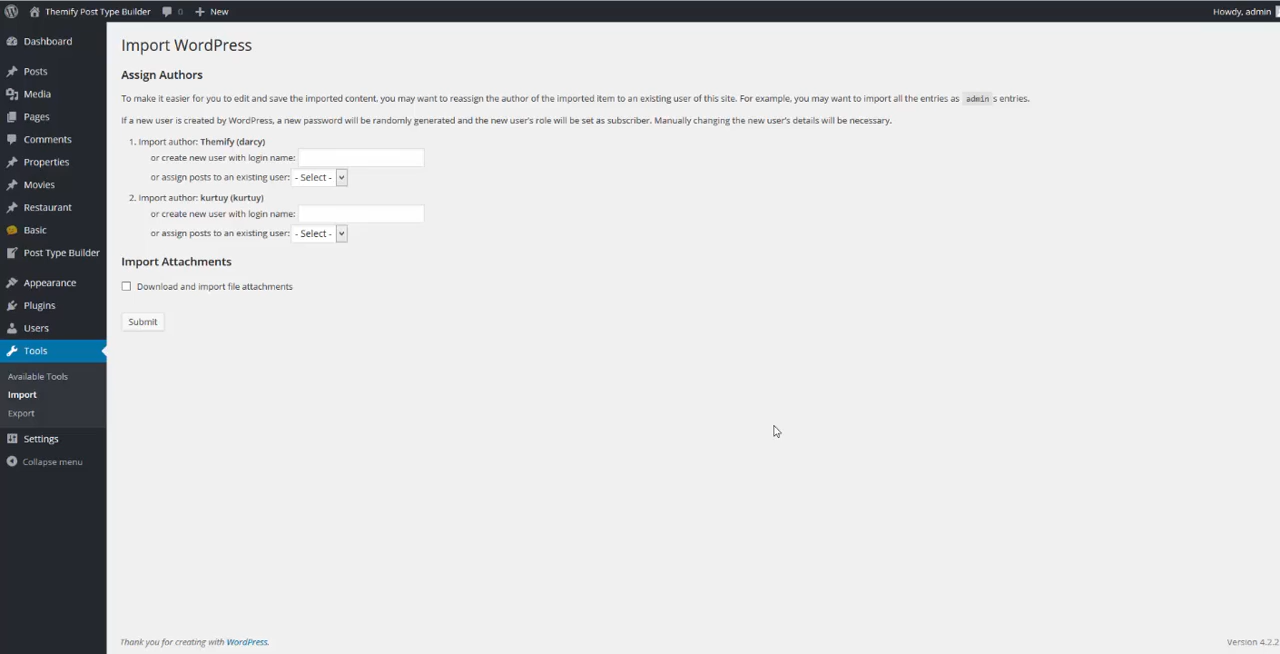 Themify Post Type Builder 0 New Howdy, admin
Dashboard
Posts
Media
Pages
Comments
Properties
Movies
Restaurant
Basic
Post Type Builder
Appearance
Plugins
Users
Tools
Available Tools
Import
Export
Settings
Collapse menu
Import WordPress
Assign Authors
To make it easier for you to edit and save the imported content, you may want to reassign the author of the imported item to an existing user of this site. For example, you may want to import all the entries as admin s entries.
If a new user is created by WordPress, a new password will be randomly generated and the new user's role will be set as subscriber. Manually changing the new user's details will be necessary.
1. Import author: Themify (darcy)
or create new user with login name:
or assign posts to an existing user: - Select -
2. Import author: kurtuy (kurtuy)
or create new user with login name:
or assign posts to an existing user: - Select -
Import Attachments
Download and import file attachments
Submit
Thank you for creating with WordPress. Version 4.2.2